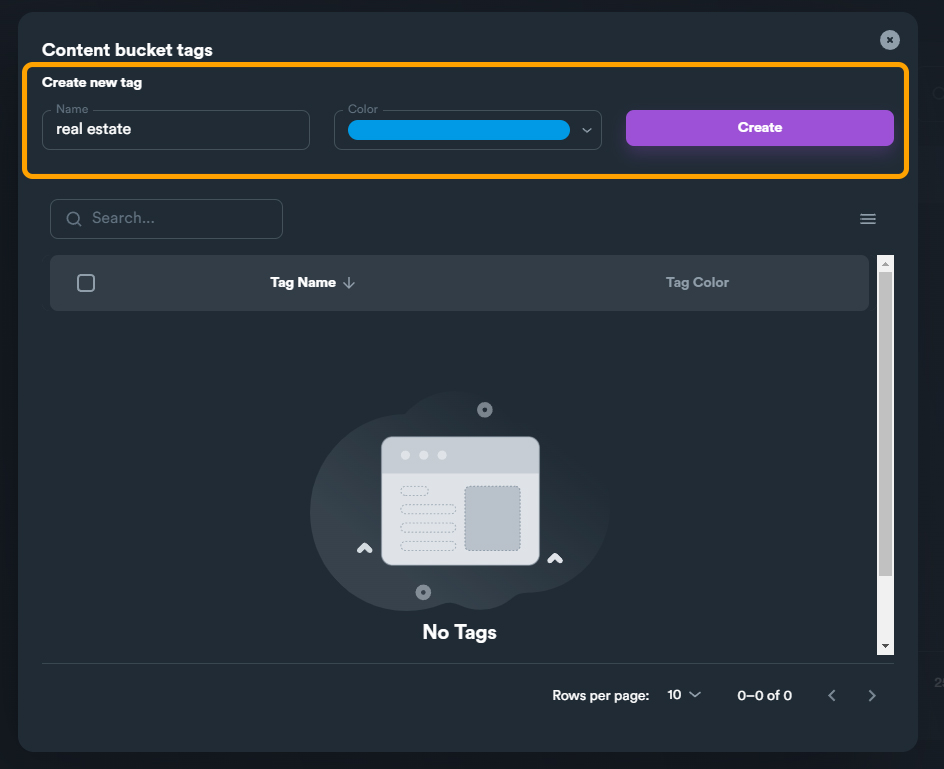 Content bucket tags
Create new tag
Name
real estate
Color
Create
Search...
Tag Name
Tag Color
No Tags
Rows per page: 10 0–0 of 0